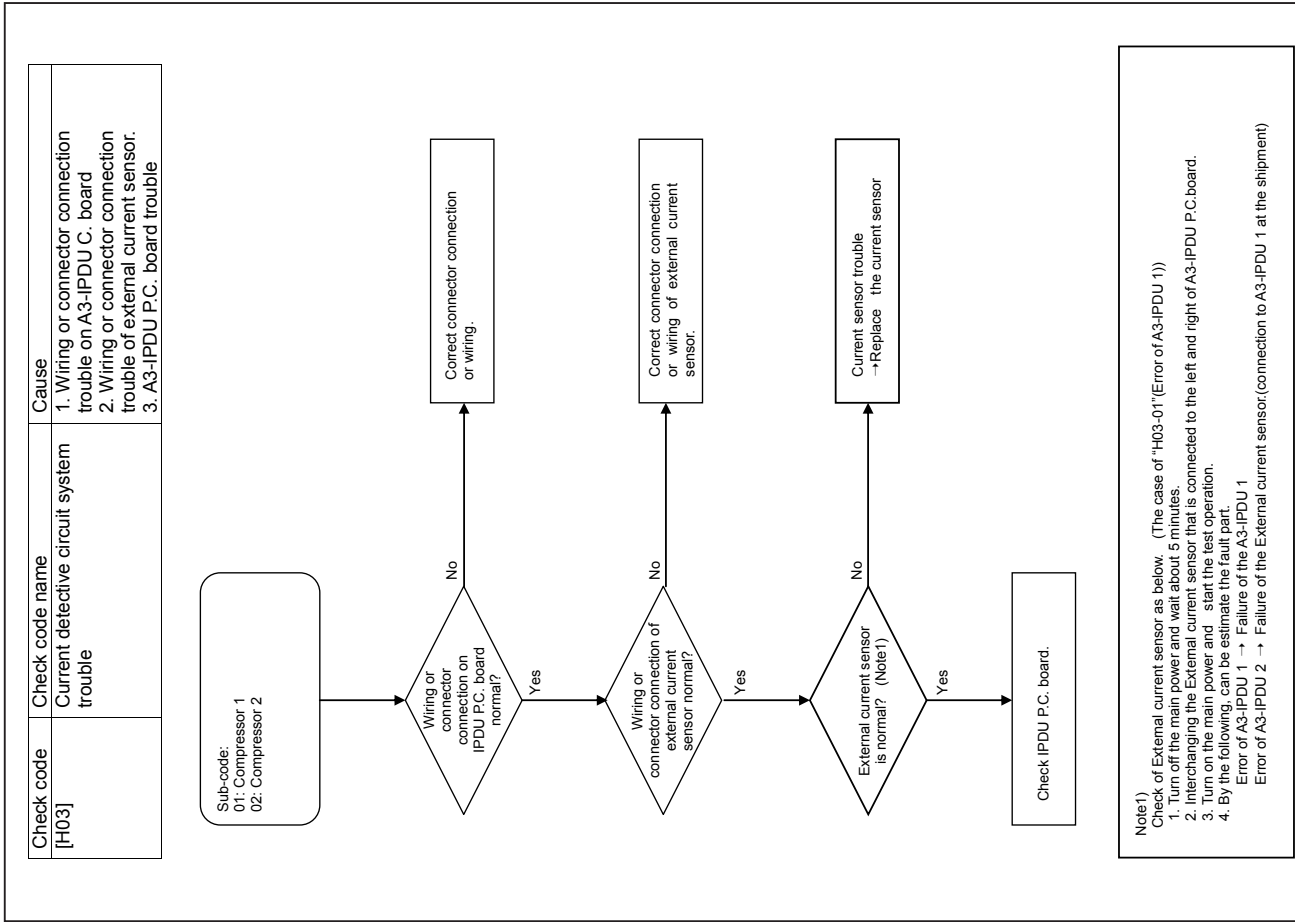 Check code
Check code name
Cause
[H03]
Current detective circuit system
trouble
1. Wiring or connector connection
trouble on A3-IPDU C. board
2. Wiring or connector connection
trouble of external current sensor.
3. A3-IPDU P.C. board trouble
Sub-code:
01: Compressor 1
02: Compressor 2
Wiring or
connector
connection on
IPDU P.C. board
normal?
No
Correct connector connection
or wiring.
Yes
Wiring or
connector connection of
external current
sensor normal?
No
Correct connector connection
or wiring of external current
sensor.
Yes
External current sensor
is normal? (Note1)
No
Current sensor trouble
→Replace the current sensor
Yes
Check IPDU P.C. board.
Note1)
Check of External current sensor as below. (The case of “H03-01”(Error of A3-IPDU 1))
1. Turn off the main power and wait about 5 minutes.
2. Interchanging the External current sensor that is connected to the left and right of A3-IPDU P.C.board.
3. Turn on the main power and start the test operation.
4. By the following, can be estimate the fault part.
Error of A3-IPDU 1 → Failure of the A3-IPDU 1
Error of A3-IPDU 2 → Failure of the External current sensor.(connection to A3-IPDU 1 at the shipment)